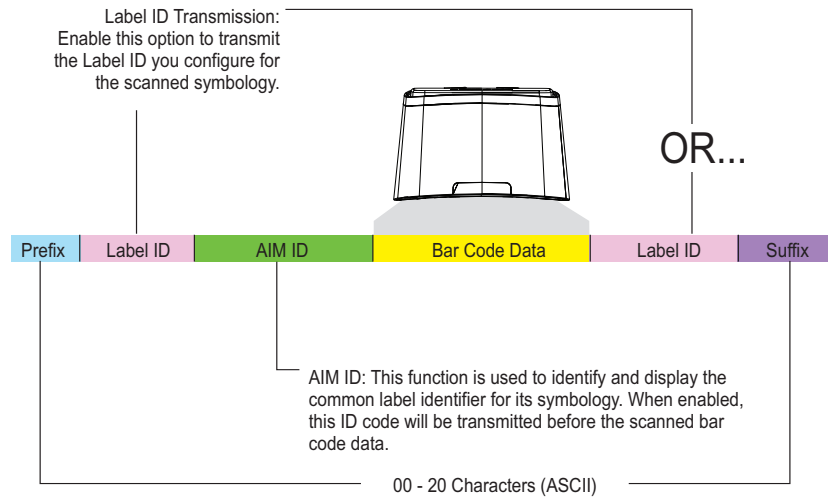 Label ID Transmission:
Enable this option to transmit
the Label ID you configure for
the scanned symbology.
OR...
Prefix Label ID AIM ID Bar Code Data Label ID Suffix
AIM ID: This function is used to identify and display the
common label identifier for its symbology. When enabled,
this ID code will be transmitted before the scanned bar
code data.
00 - 20 Characters (ASCII)